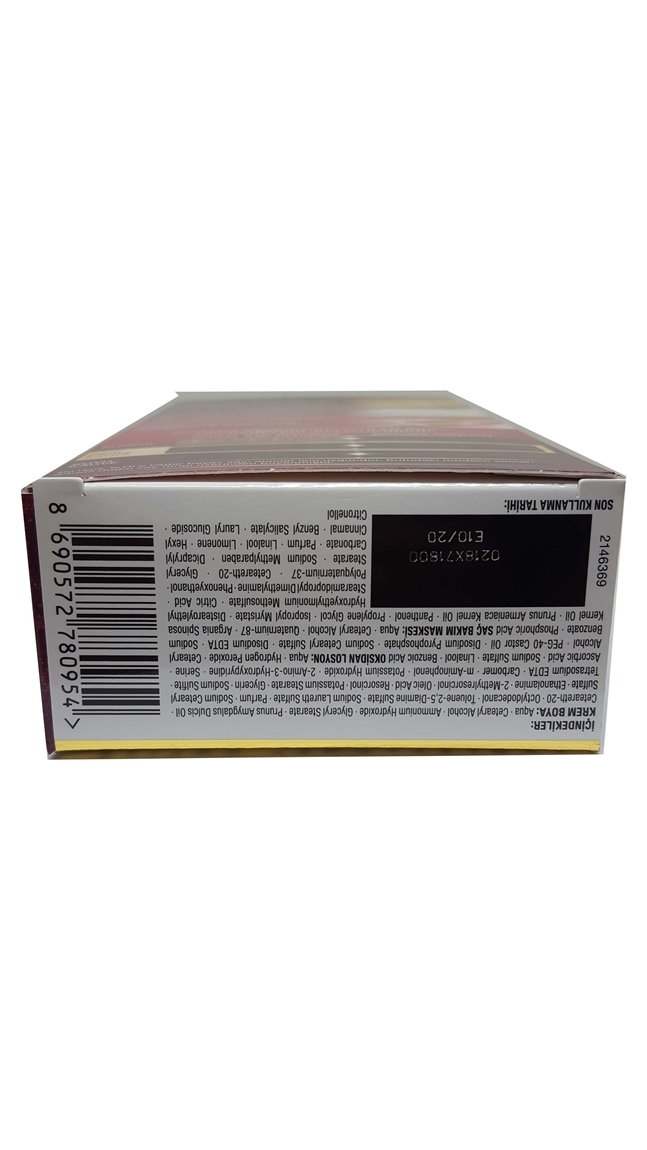 İÇİNDEKİLER:
KREM BOYA: Aqua · Cetearyl Alcohol · Ammonium Hydroxide · Glyceryl Stearate · Prunus Amygdalus Dulcis Oil ·
Ceteareth-20 · Octyldodecanol · Toluene-2,5-Diamine Sulfate · Sodium Laureth Sulfate · Parfum · Sodium Cetearyl
Sulfate · Ethanolamine · 2-Methylresorcinol · Oleic Acid · Resorcinol · Potassium Stearate · Glycerin · Sodium Sulfite ·
Tetrasodium EDTA · Carbomer · m-Aminophenol · Potassium Hydroxide · 2-Amino-3-Hydroxypyridine · Serine ·
Ascorbic Acid · Sodium Sulfate · Linalool · Benzoic Acid OKSİDAN LOSYON: Aqua · Hydrogen Peroxide · Cetearyl
Alcohol · PEG-40 Castor Oil · Disodium Pyrophosphate · Sodium Cetearyl Sulfate · Disodium EDTA · Sodium
Benzoate · Phosphoric Acid SAÇ BAKIM MASKESİ: Aqua · Cetearyl Alcohol · Quaternium-87 · Argania Spinosa
Kernel Oil · Prunus Armeniaca Kernel Oil · Panthenol · Propylene Glycol · Isopropyl Myristate · Distearoylethyl
Hydroxyethylmonium Methosulfate · Citric Acid ·
Stearamidopropyl Dimethylamine · Phenoxyethanol ·
Polyquaternium-37 · Ceteareth-20 · Glyceryl
Stearate · Sodium Methylparaben · Dicaprylyl
Carbonate · Parfum · Linalool · Limonene · Hexyl
Cinnamal · Benzyl Salicylate · Lauryl Glucoside ·
Citronellol
2146369
E10/20
0218X71800
SON KULLANMA TARİHİ:
8 690572 780954 >